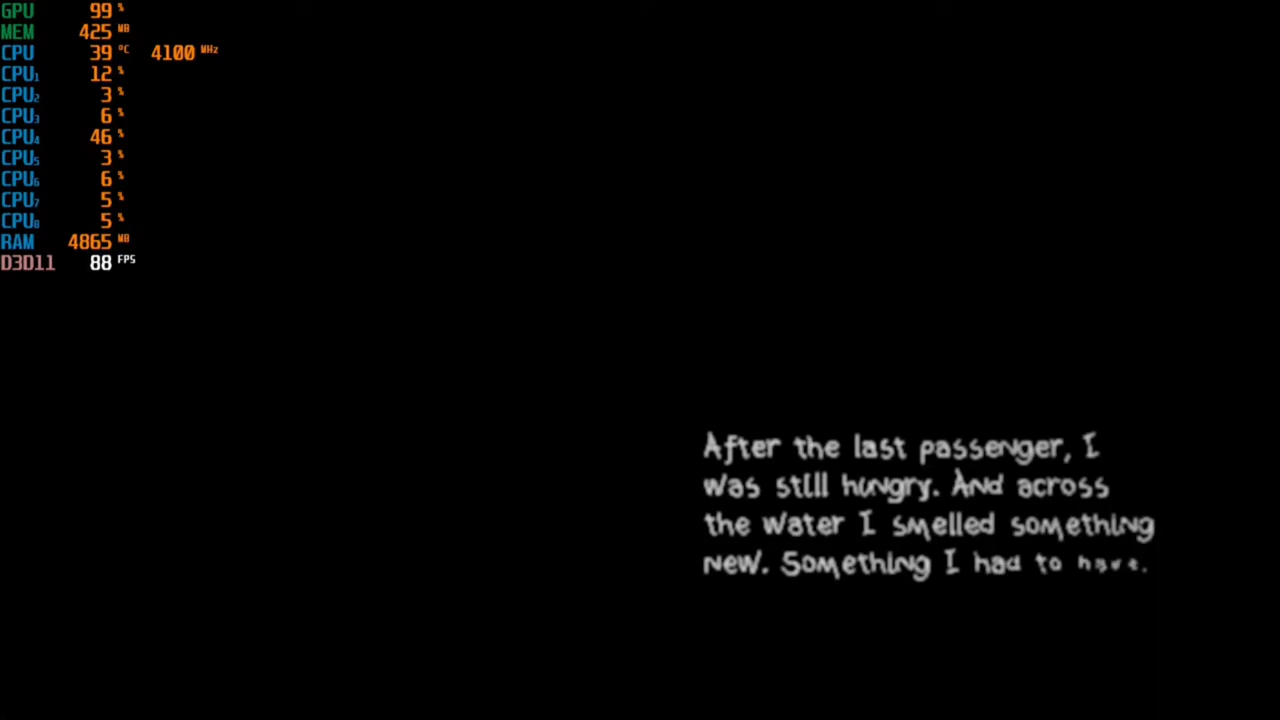 GPU 99 %
MEM 425 MB
CPU 39 °C 4100 MHz
CPU1 12 %
CPU2 3 %
CPU3 6 %
CPU4 46 %
CPU5 3 %
CPU6 6 %
CPU7 5 %
CPU8 5 %
RAM 4865 MB
D3D11 88 FPS
After the last passenger, I
was still hungry. And across
the water I smelled something
new. Something I had to have.